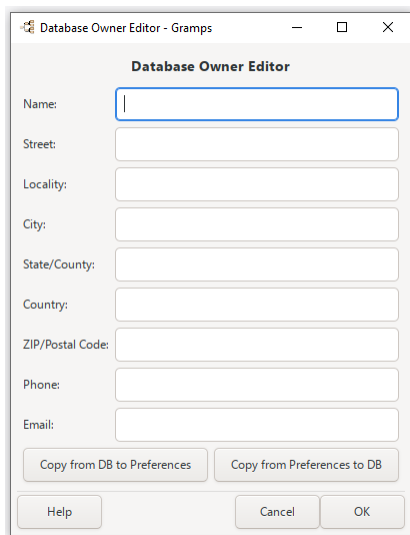 Database Owner Editor - Gramps
Database Owner Editor
Name:
Street:
Locality:
City:
State/County:
Country:
ZIP/Postal Code:
Phone:
Email:
Copy from DB to Preferences Copy from Preferences to DB
Help Cancel OK